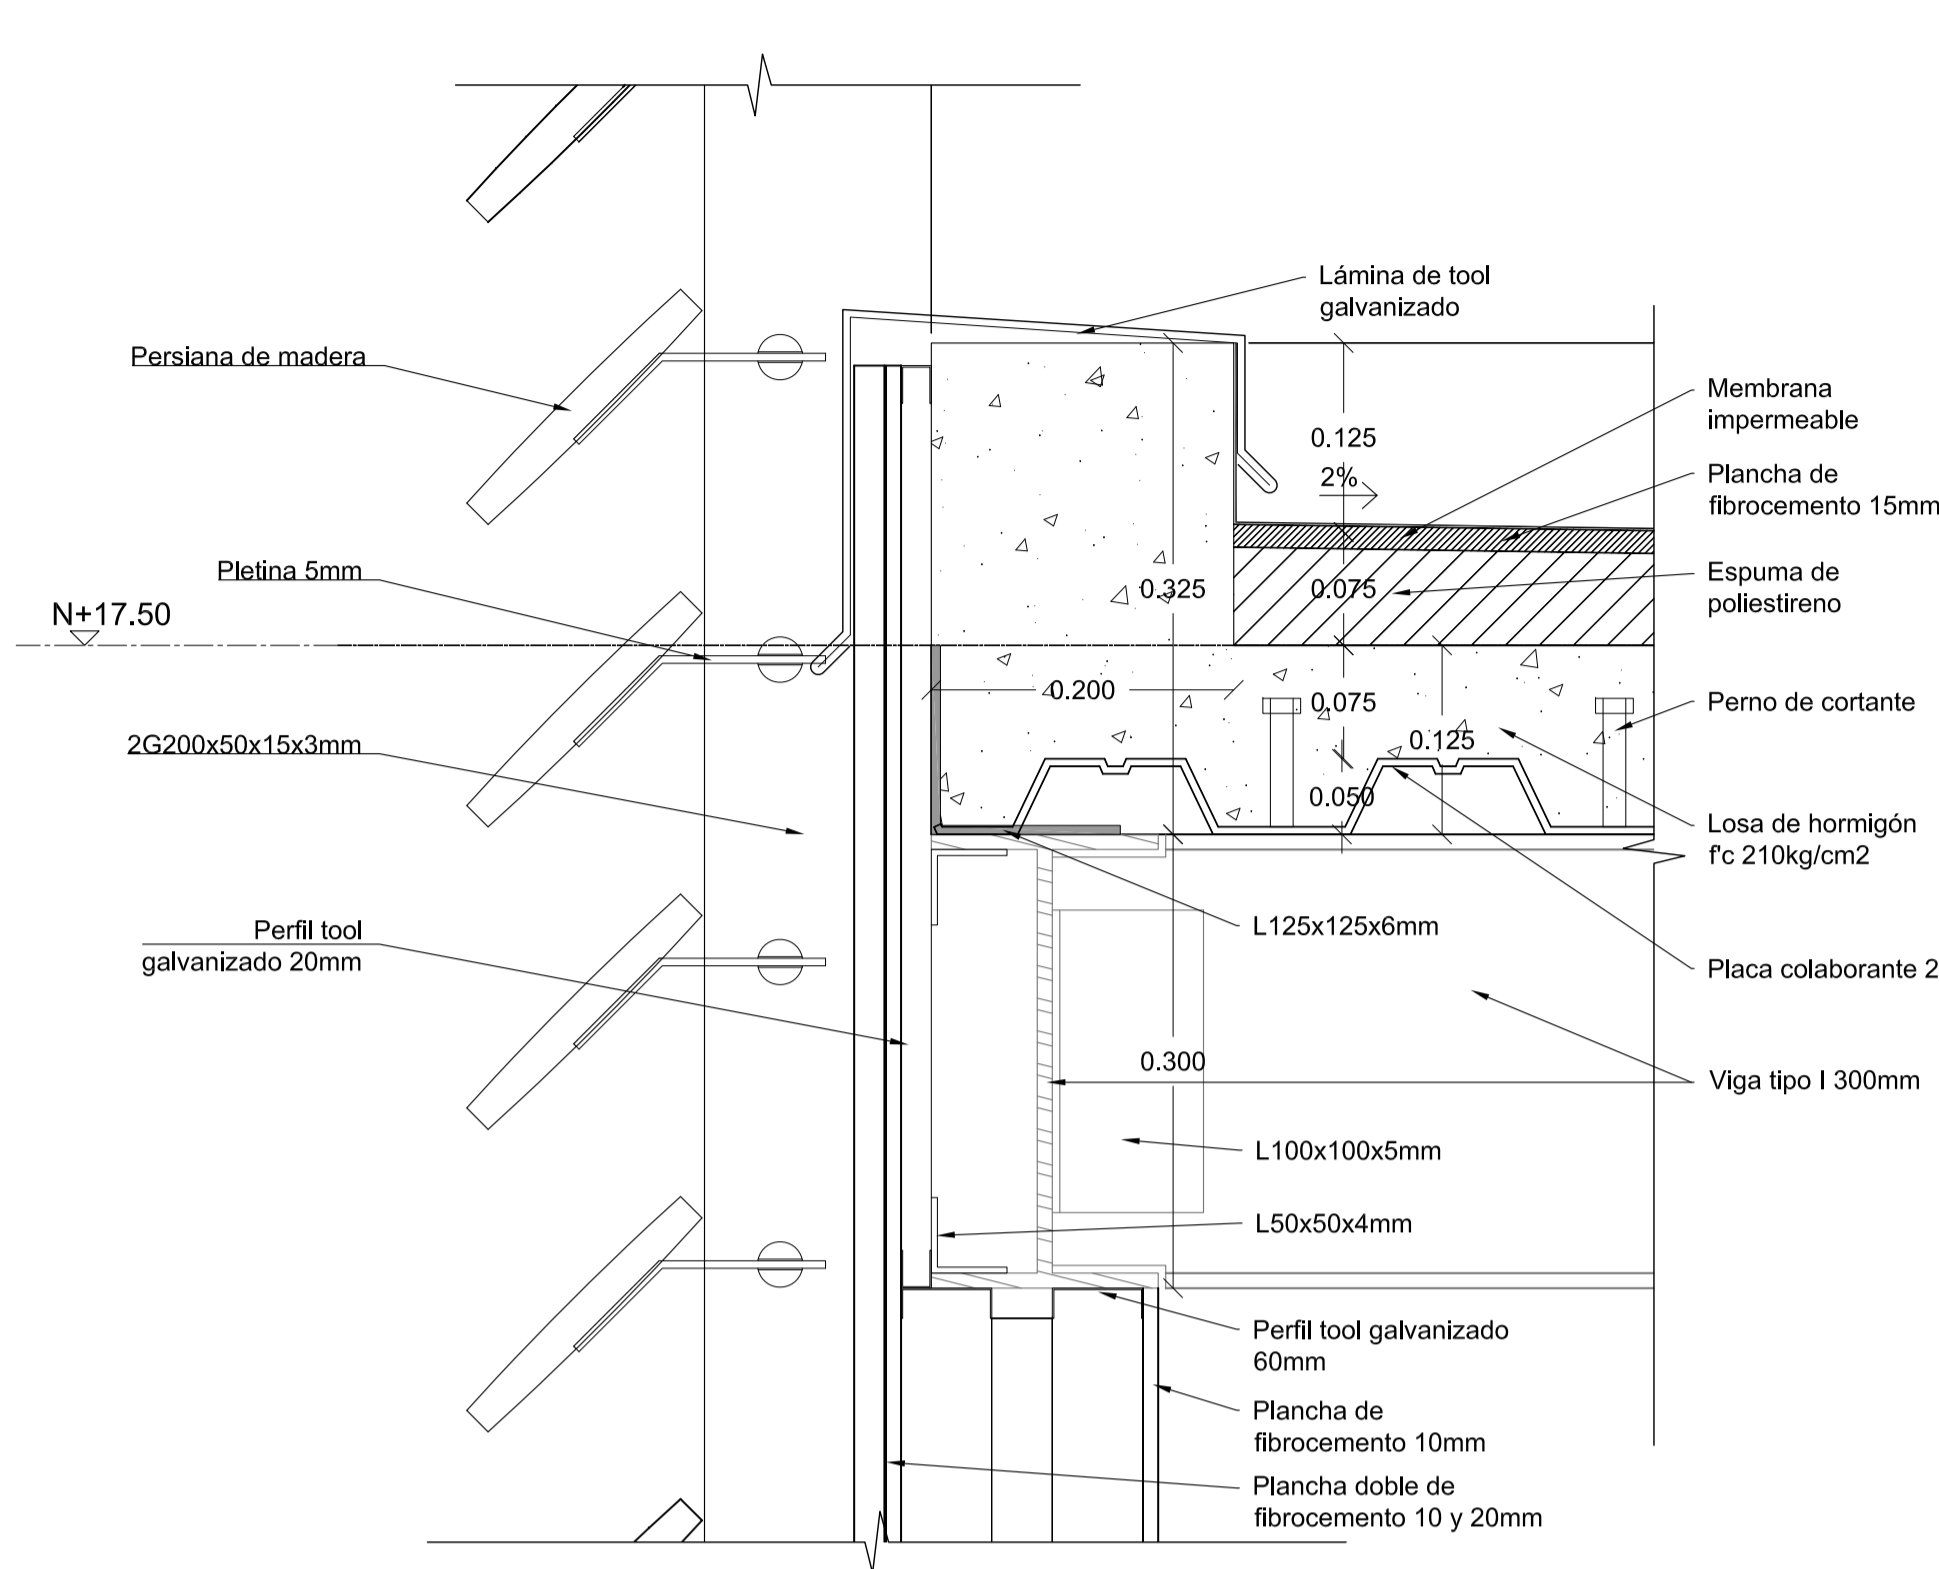 Lámina de tool
galvanizado
Persiana de madera
Membrana
impermeable
0.125
2%
Plancha de
fibrocemento 15mm
Pletina 5mm
Espuma de
poliestireno
0.325
0.075
N+17.50
0.200
0.075
Perno de cortante
2G200x50x15x3mm
0.125
0.050
Losa de hormigón
f'c 210kg/cm2
Perfil tool
galvanizado 20mm
L125x125x6mm
Placa colaborante 2
0.300
Viga tipo I 300mm
L100x100x5mm
L50x50x4mm
Perfil tool galvanizado
60mm
Plancha de
fibrocemento 10mm
Plancha doble de
fibrocemento 10 y 20mm